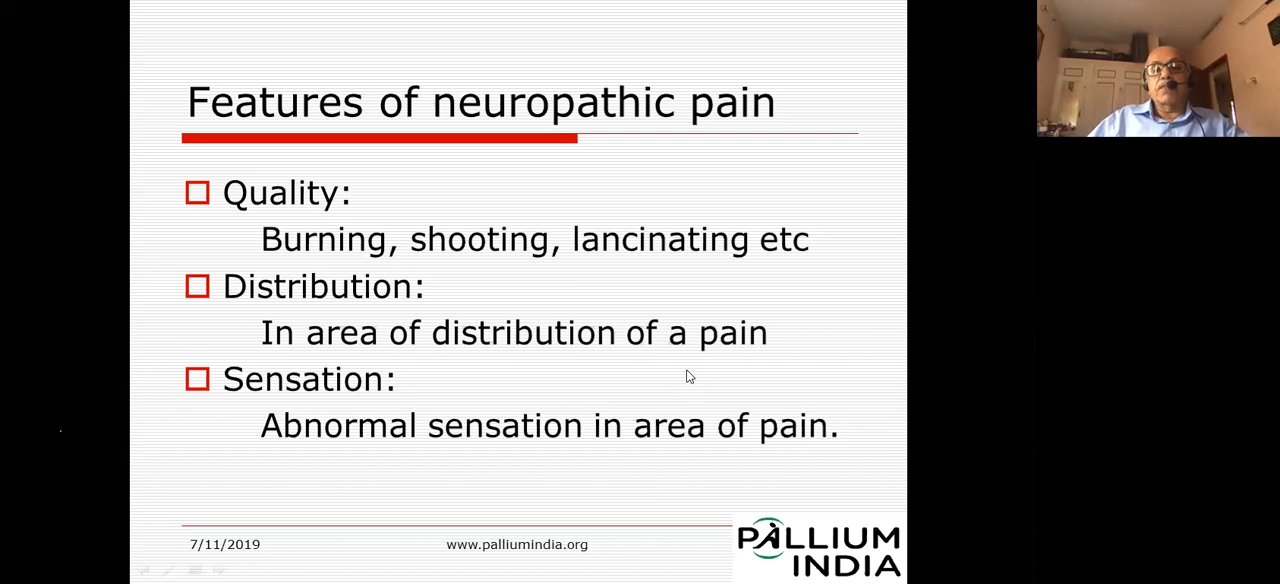 Features of neuropathic pain
Quality:
Burning, shooting, lancinating etc
Distribution:
In area of distribution of a pain
Sensation:
Abnormal sensation in area of pain.
7/11/2019
www.palliumindia.org
PALLIUM
INDIA